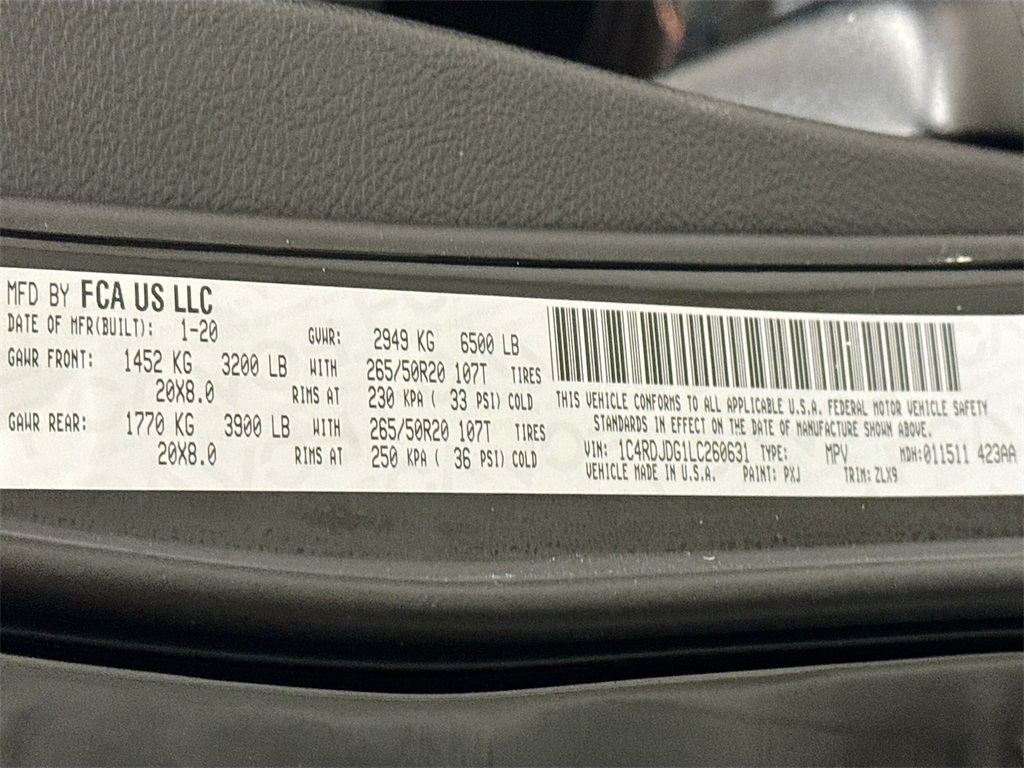 MFD BY FCA US LLC
DATE OF MFR(BUILT): 1-20 GVWR: 2949 KG 6500 LB
GAWR FRONT: 1452 KG 3200 LB WITH 265/50R20 107T TIRES
20X8.0 RIMS AT 230 KPA ( 33 PSI) COLD
GAWR REAR: 1770 KG 3900 LB WITH 265/50R20 107T TIRES
20X8.0 RIMS AT 250 KPA ( 36 PSI) COLD
THIS VEHICLE CONFORMS TO ALL APPLICABLE U.S.A. FEDERAL MOTOR VEHICLE SAFETY
STANDARDS IN EFFECT ON THE DATE OF MANUFACTURE SHOWN ABOVE.
VIN: 1C4RDJDG1LC260631 TYPE: MPV MDH:011511 423AA
VEHICLE MADE IN U.S.A. PAINT: PXJ TRIM: ZLX9